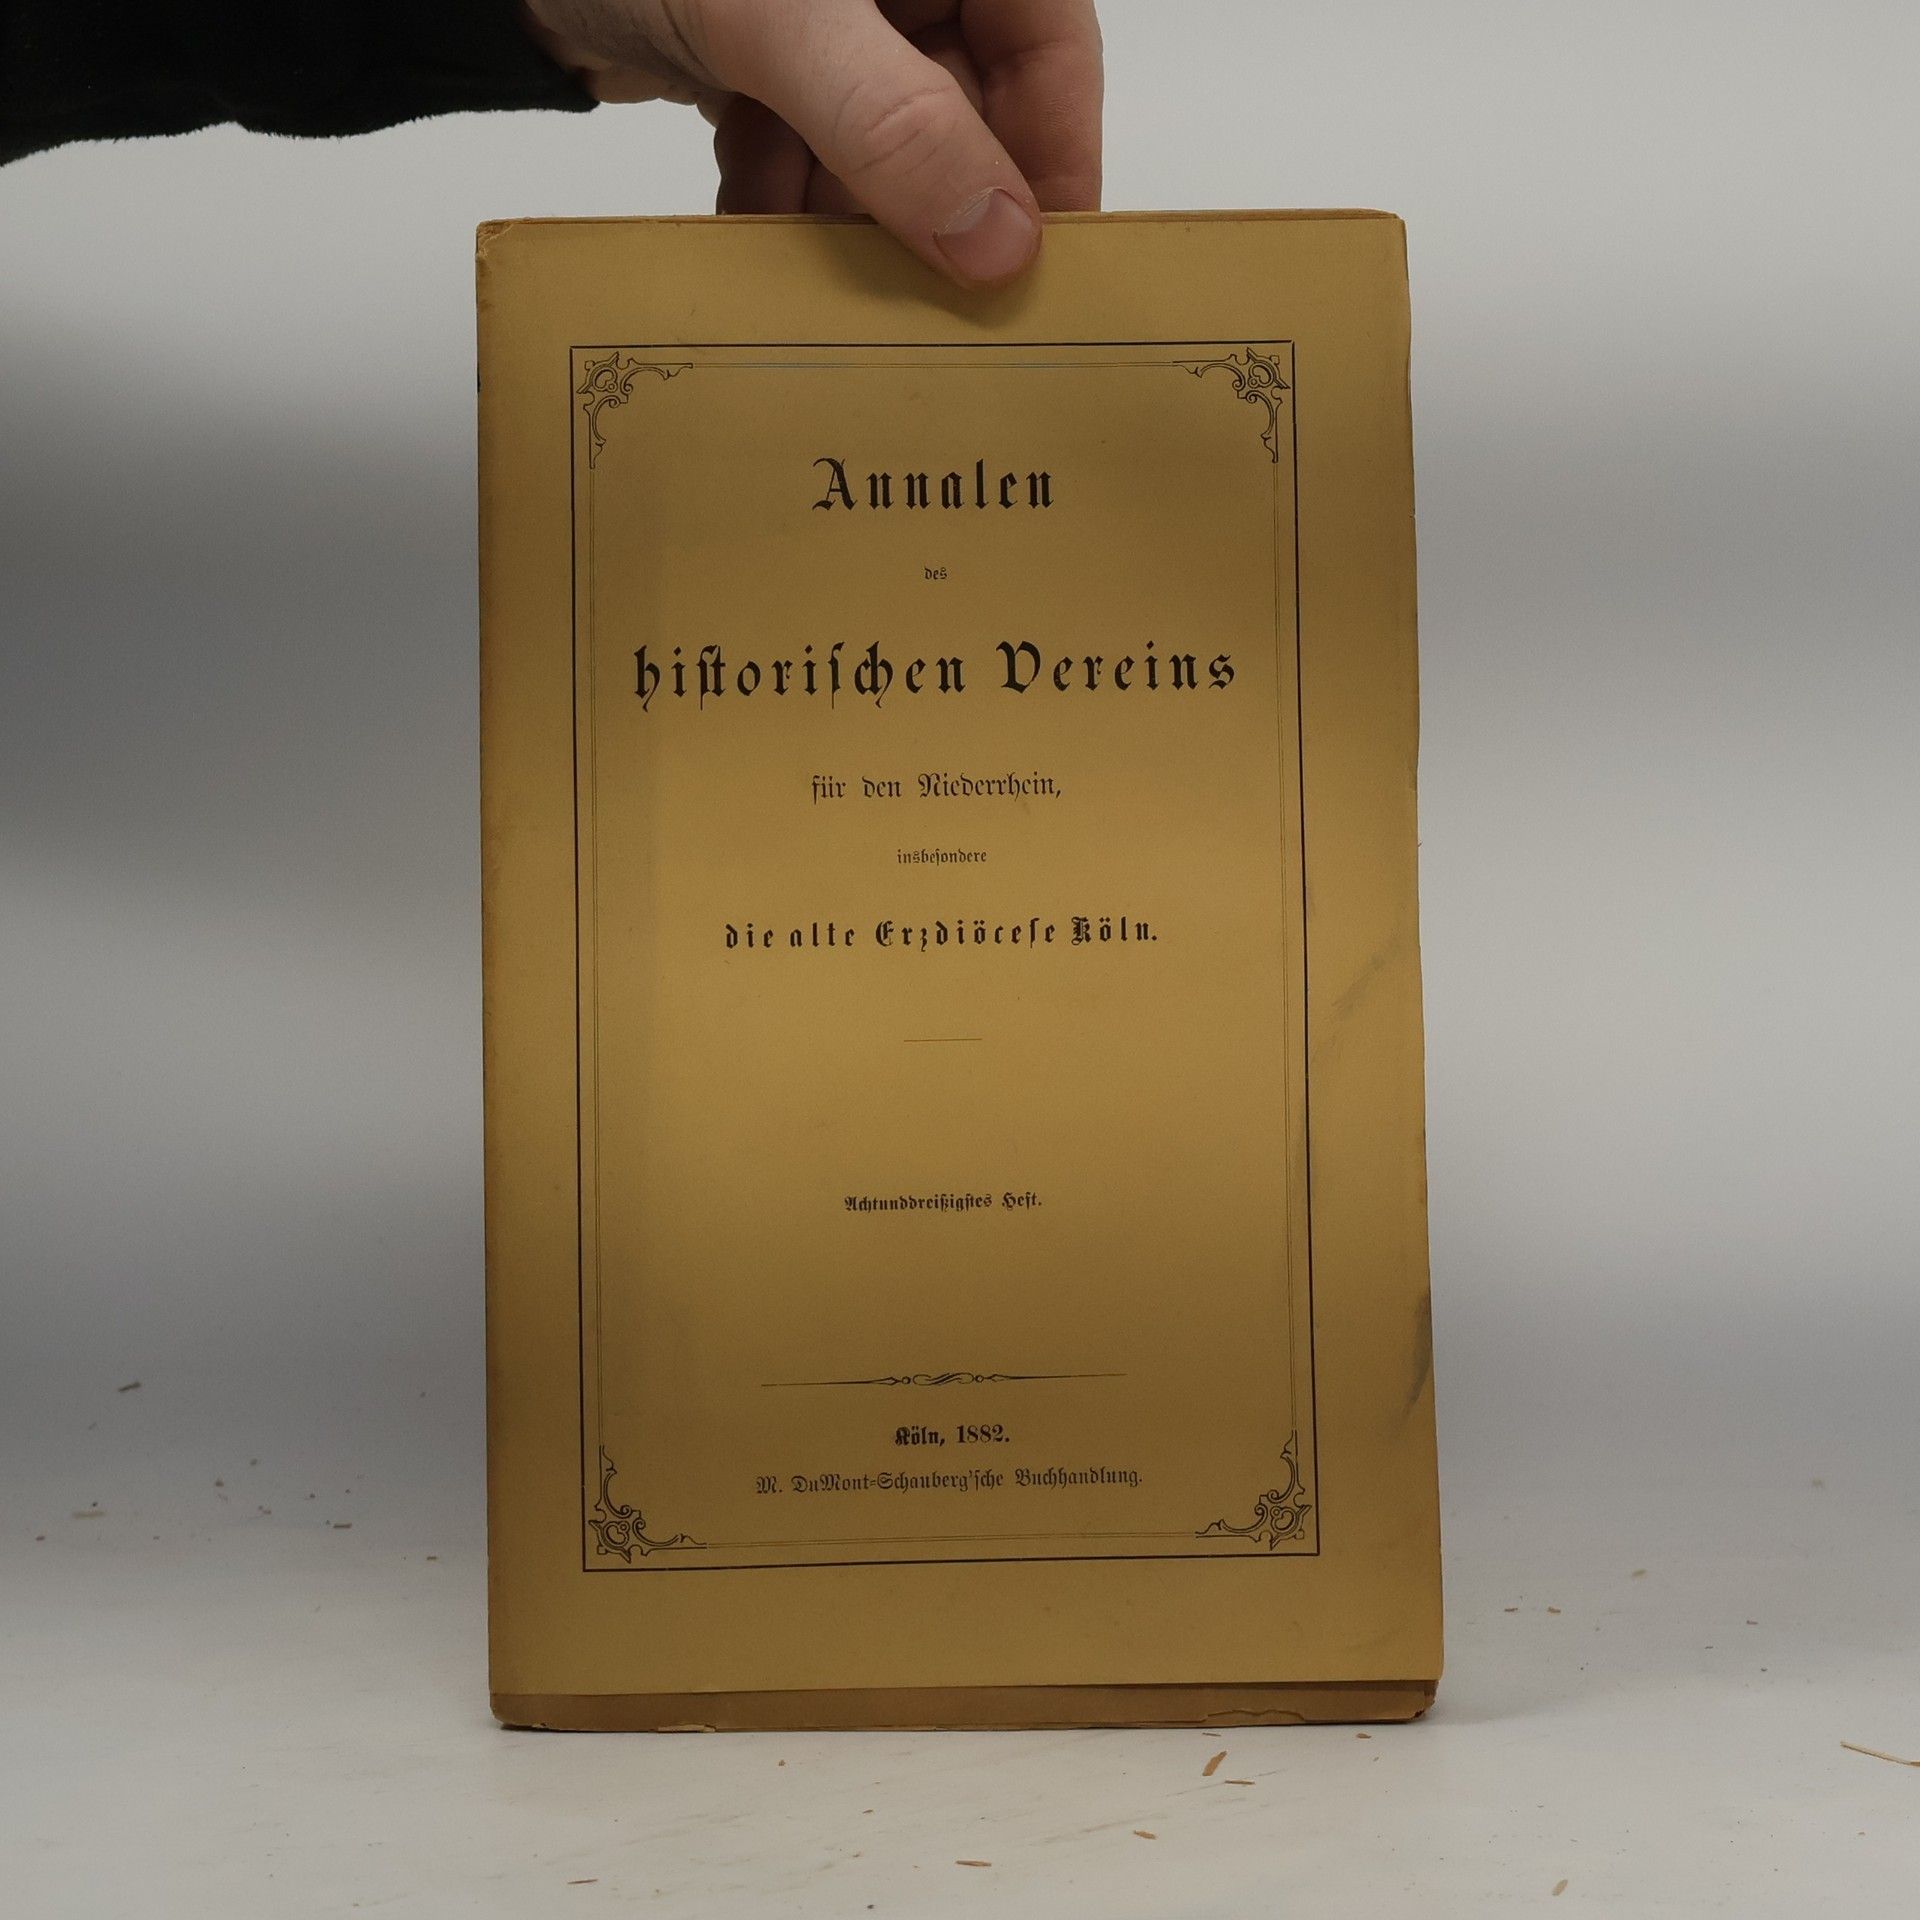 Annalen
des
hiſtoriſchen Vereins
für den Niederrhein,
insbeſondere
die alte Erzdiöceſe Köln.
Achtunddreißigſtes Heft.
Köln, 1882.
M. DuMont-Schauberg'ſche Buchhandlung.